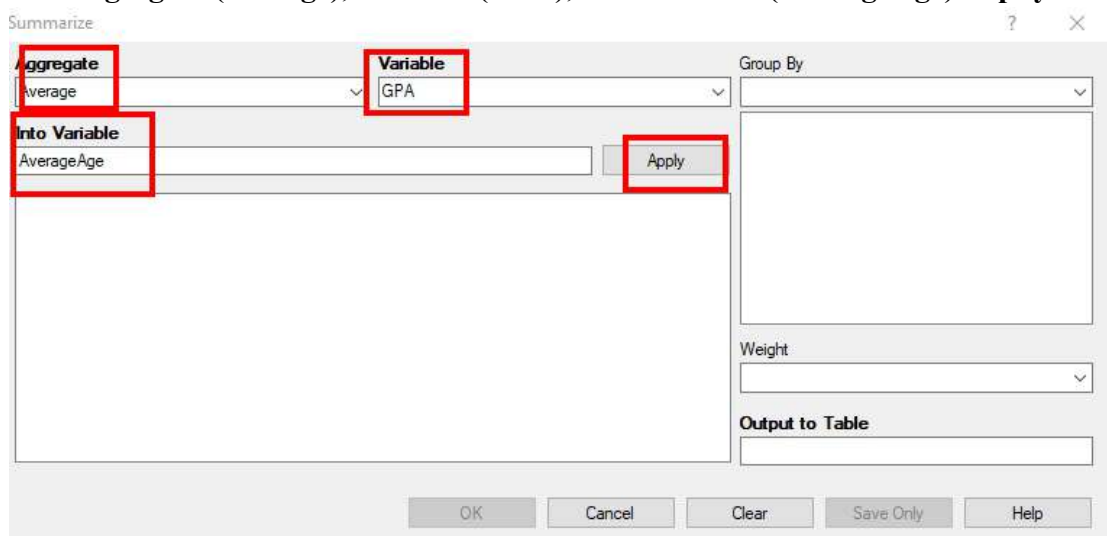 Summarize ? ×
Aggregate Variable Group By
Average GPA
Into Variable
AverageAge Apply
Weight
Output to Table
OK Cancel Clear Save Only Help